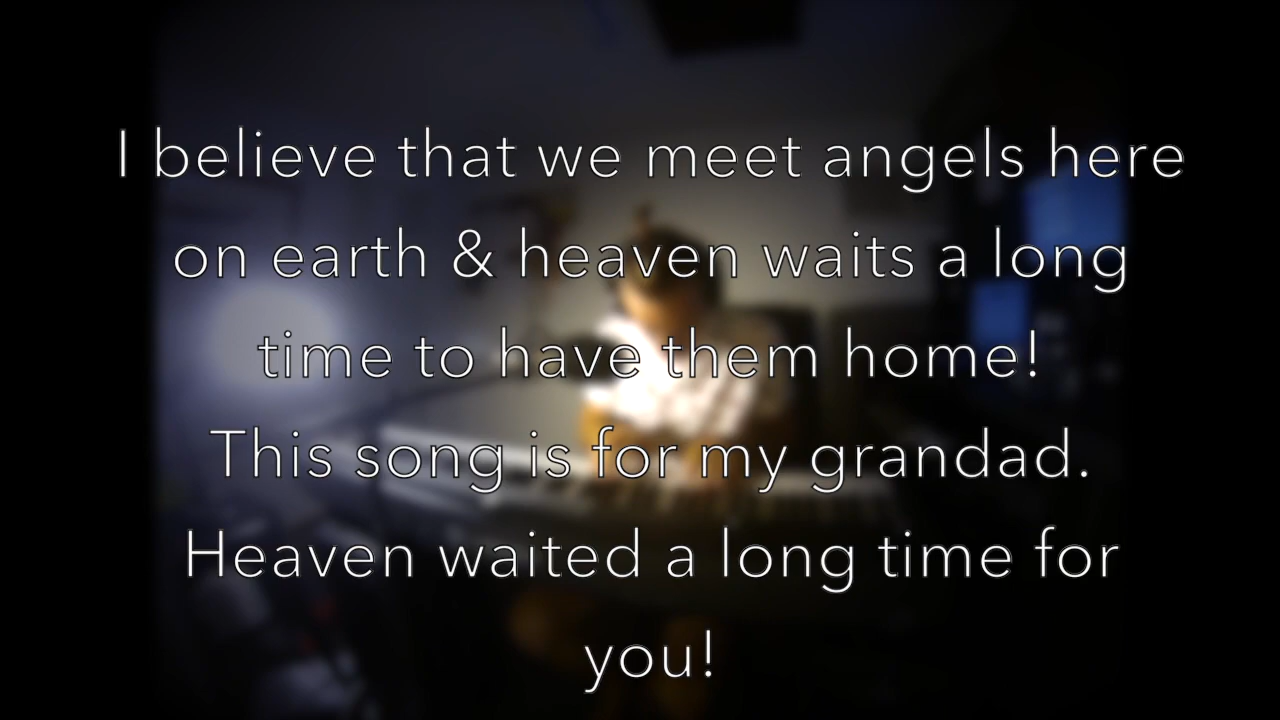 I believe that we meet angels here
on earth & heaven waits a long
time to have them home!
This song is for my grandad.
Heaven waited a long time for
you!